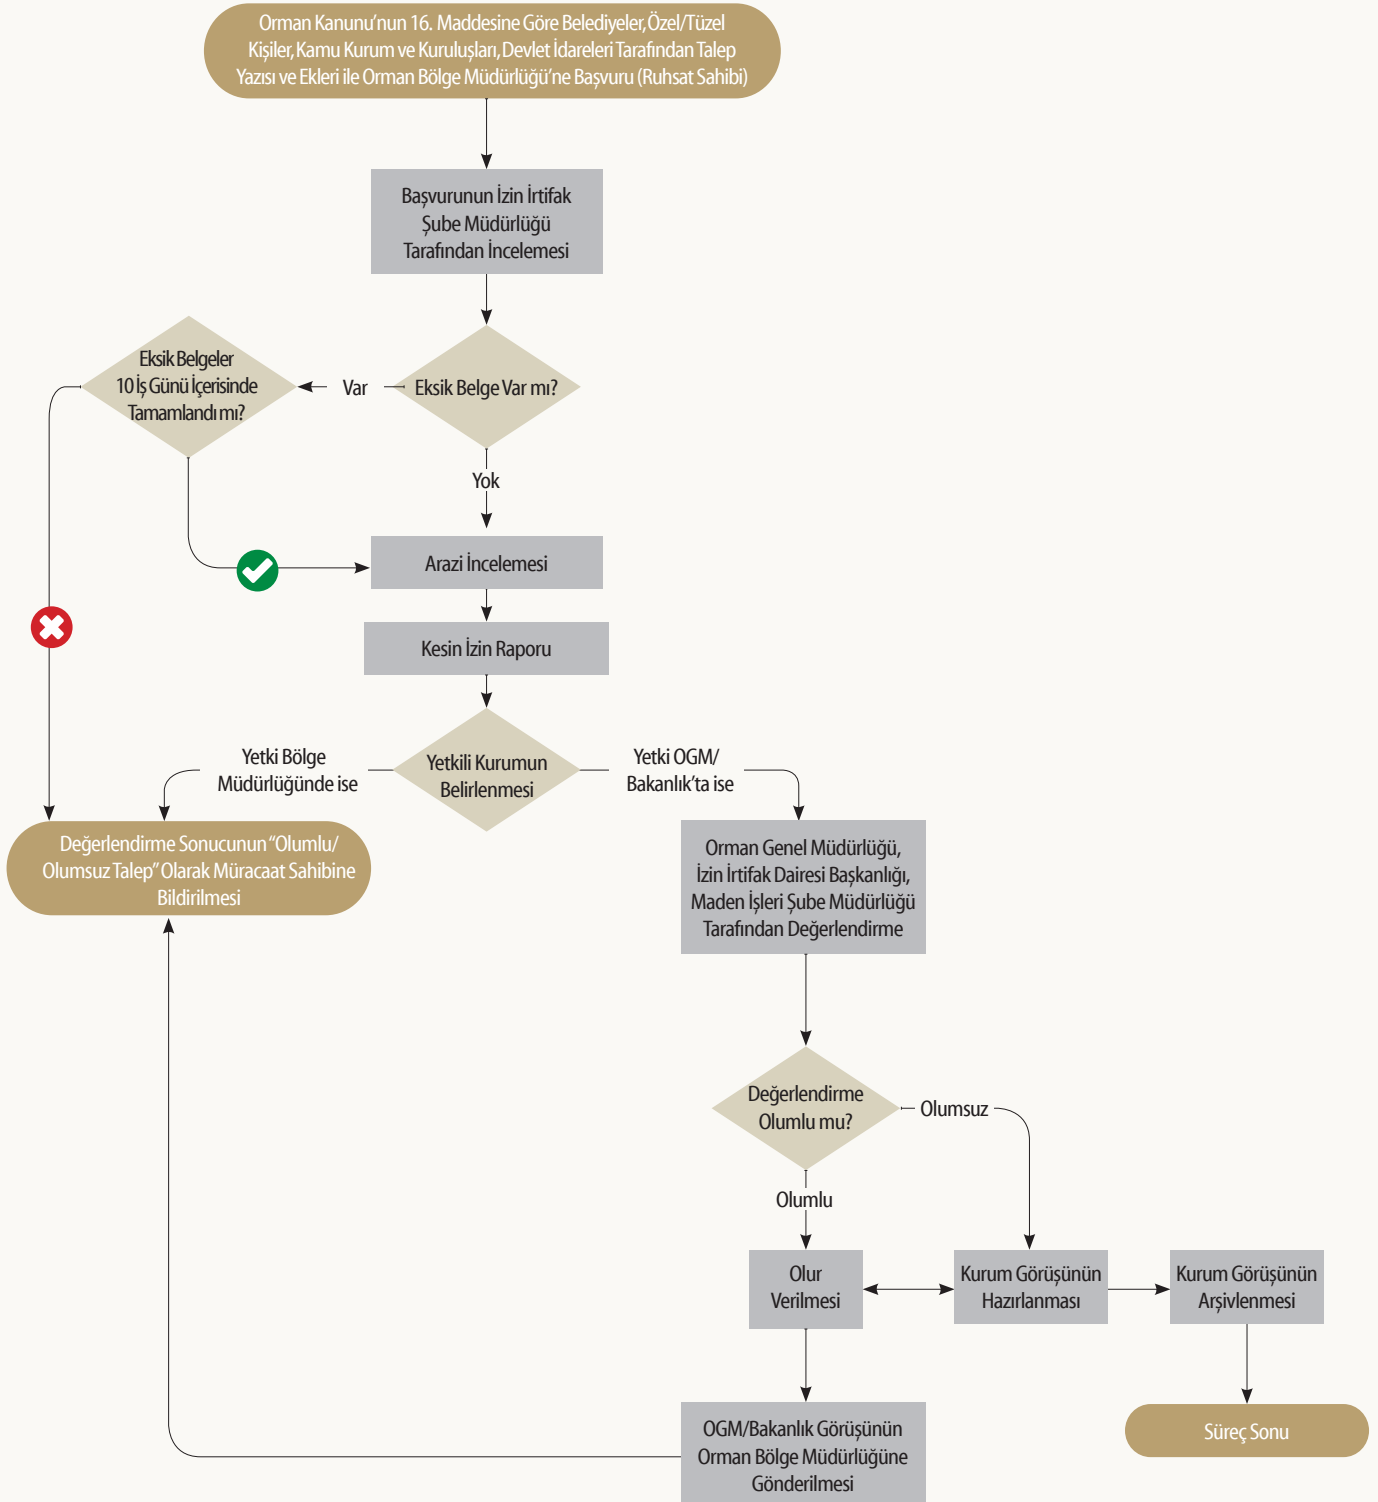 Orman Kanunu’nun 16. Maddesine Göre Belediyeler, Özel/Tüzel
Kişiler, Kamu Kurum ve Kuruluşları, Devlet İdareleri Tarafından Talep
Yazısı ve Ekleri ile Orman Bölge Müdürlüğü’ne Başvuru (Ruhsat Sahibi)
Başvurunun İzin İrtifak
Şube Müdürlüğü
Tarafından İncelemesi
Eksik Belgeler
10 İş Günü İçerisinde
Tamamlandı mı?
Var
Eksik Belge Var mı?
Yok
Arazi İncelemesi
Kesin İzin Raporu
Yetki Bölge
Müdürlüğünde ise
Yetkili Kurumun
Belirlenmesi
Yetki OGM/
Bakanlık’ta ise
Değerlendirme Sonucunun “Olumlu/
Olumsuz Talep” Olarak Müracaat Sahibine
Bildirilmesi
Orman Genel Müdürlüğü,
İzin İrtifak Dairesi Başkanlığı,
Maden İşleri Şube Müdürlüğü
Tarafından Değerlendirme
Değerlendirme
Olumlu mu?
Olumsuz
Olumlu
Olur
Verilmesi
Kurum Görüşünün
Hazırlanması
Kurum Görüşünün
Arşivlenmesi
OGM/Bakanlık Görüşünün
Orman Bölge Müdürlüğüne
Gönderilmesi
Süreç Sonu